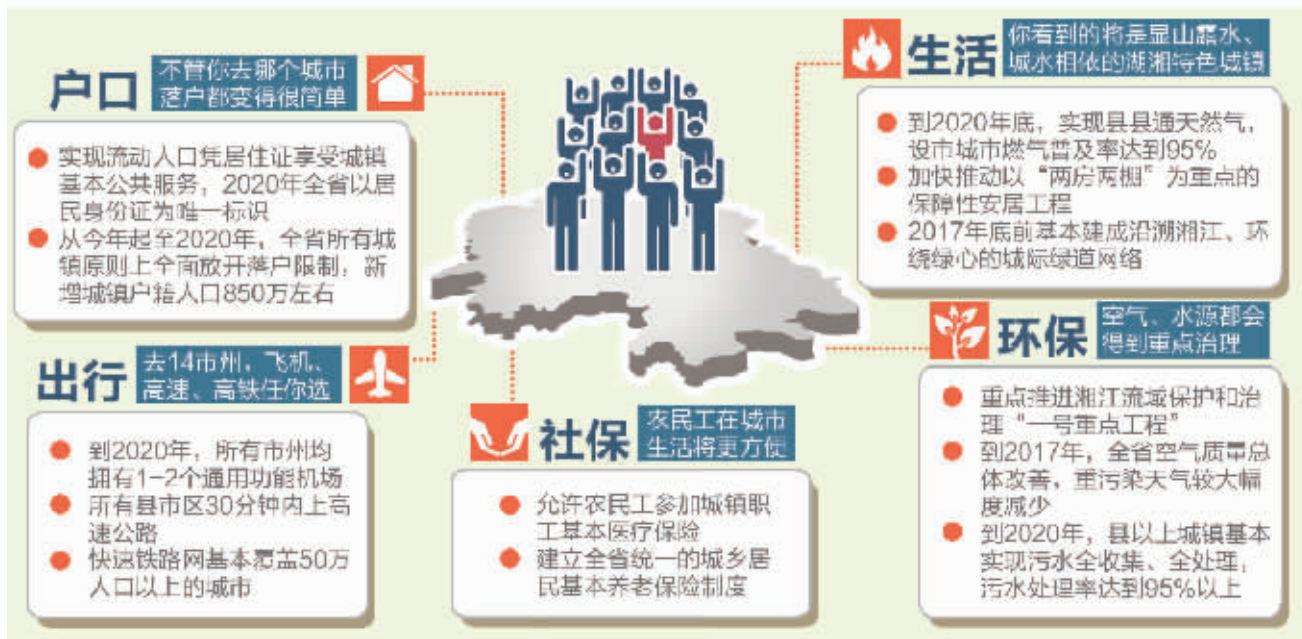 户口
不管你去哪个城市
落户都变得很简单
实现流动人口凭居住证享受城镇
基本公共服务，2020年全省以居
民身份证为唯一标识
从今年起至2020年，全省所有城
镇原则上全面放开落户限制；新
增城镇户籍人口850万左右
出行
去14市州，飞机、
高速、高铁任你选
到2020年，所有市州均
拥有1-2个通用功能机场
所有县市区30分钟内上高
速公路
快速铁路网基本覆盖50万
人口以上的城市
社保
农民工在城市
生活将更方便
允许农民工参加城镇职
工基本医疗保险
建立全省统一的城乡居
民基本养老保险制度
生活
你看到的将是显山露水、
城水相依的湖湘特色城镇
到2020年底，实现县县通天然气，
设市城市燃气普及率达到95%
加快推动以“两房两棚”为重点的
保障性安居工程
2017年底前基本建成沿溯湘江、环
绕绿心的城际绿道网络
环保
空气、水源都会
得到重点治理
重点推进湘江流域保护和治
理“一号重点工程”
到2017年，全省空气质量总
体改善，重污染天气较大幅
度减少
到2020年，县以上城镇基本
实现污水全收集、全处理，
污水处理率达到95%以上